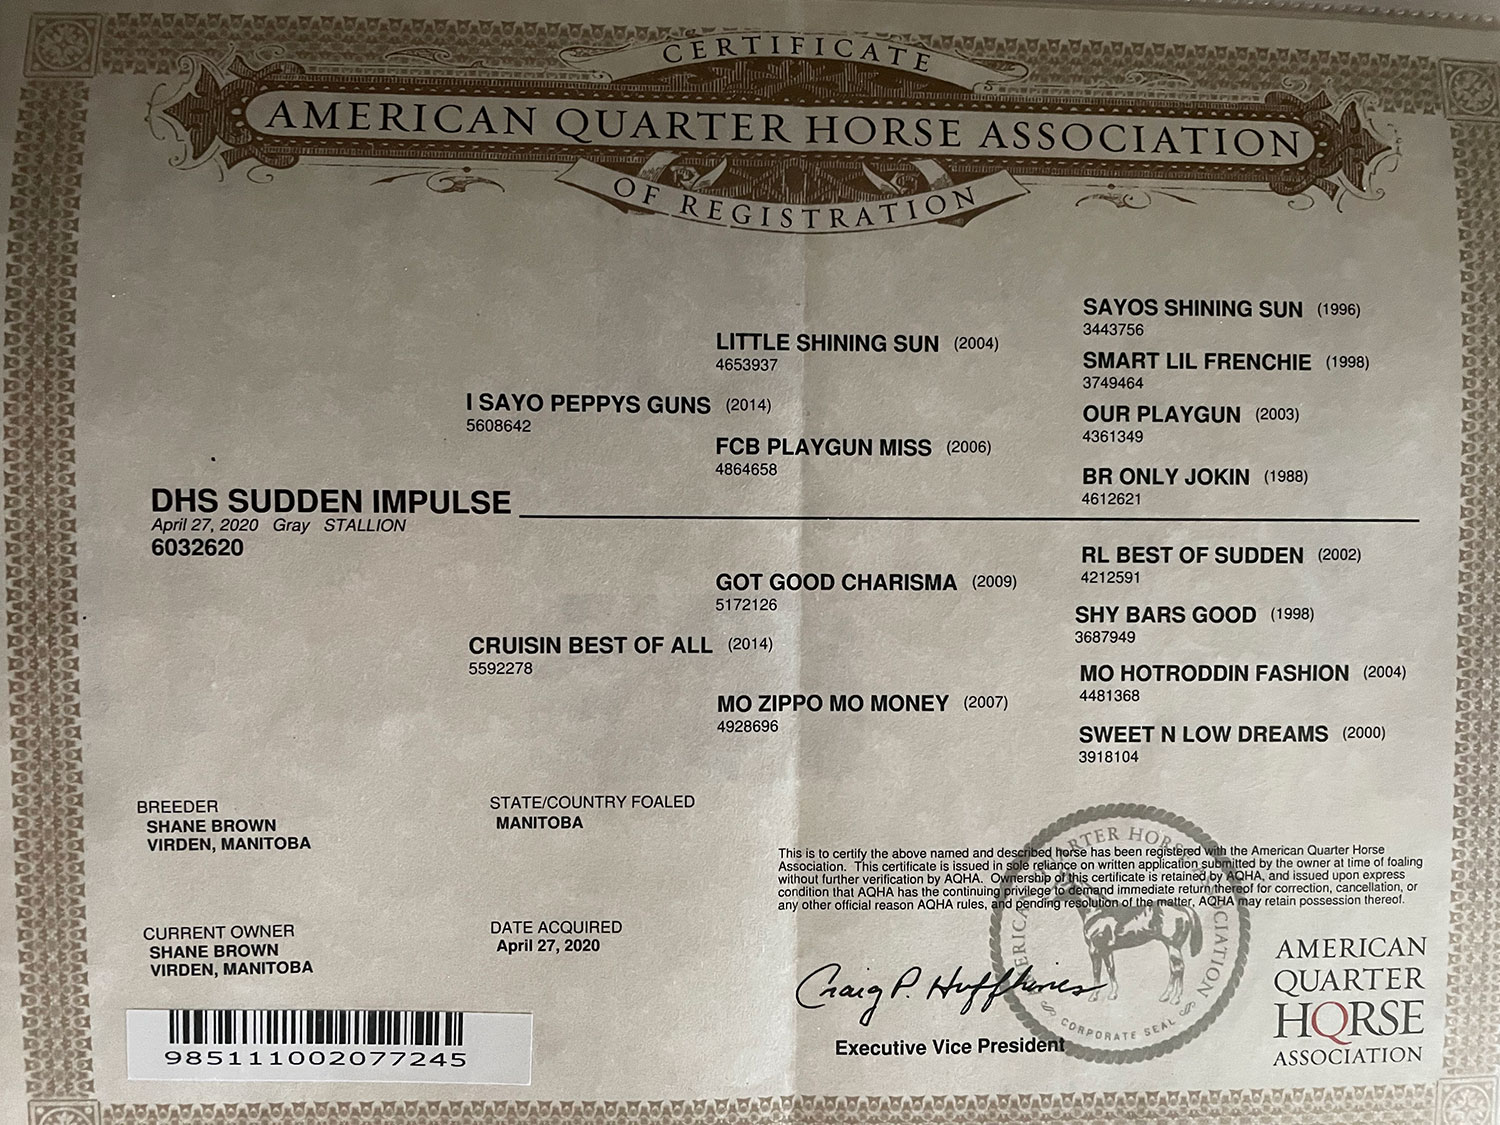 CERTIFICATE
AMERICAN QUARTER HORSE ASSOCIATION
OF REGISTRATION
SAYOS SHINING SUN (1996)
3443756
LITTLE SHINING SUN (2004)
4653937
SMART LIL FRENCHIE (1998)
3749464
I SAYO PEPPYS GUNS (2014)
5608642
OUR PLAYGUN (2003)
4361349
FCB PLAYGUN MISS (2006)
4864658
BR ONLY JOKIN (1988)
4612621
DHS SUDDEN IMPULSE
April 27, 2020 Gray STALLION
6032620
RL BEST OF SUDDEN (2002)
4212591
GOT GOOD CHARISMA (2009)
5172126
SHY BARS GOOD (1998)
3687949
CRUISIN BEST OF ALL (2014)
5592278
MO HOTRODDIN FASHION (2004)
4481368
MO ZIPPO MO MONEY (2007)
4928696
SWEET N LOW DREAMS (2000)
3918104
BREEDER
SHANE BROWN
VIRDEN, MANITOBA
STATE/COUNTRY FOALED
MANITOBA
CURRENT OWNER
SHANE BROWN
VIRDEN, MANITOBA
DATE ACQUIRED
April 27, 2020
This is to certify the above named and described horse has been registered with the American Quarter Horse
Association. This certificate is issued in sole reliance on written application submitted by the owner at time of foaling
without further verification by AQHA. Ownership of this certificate is retained by AQHA, and issued upon express
condition that AQHA has the continuing privilege to demand immediate return thereof for correction, cancellation, or
any other official reason AQHA rules, and pending resolution of the matter, AQHA may retain possession thereof.
Craig P. Huffhines
Executive Vice President
CORPORATE SEAL
AMERICAN
QUARTER
HORSE
ASSOCIATION
985111002077245